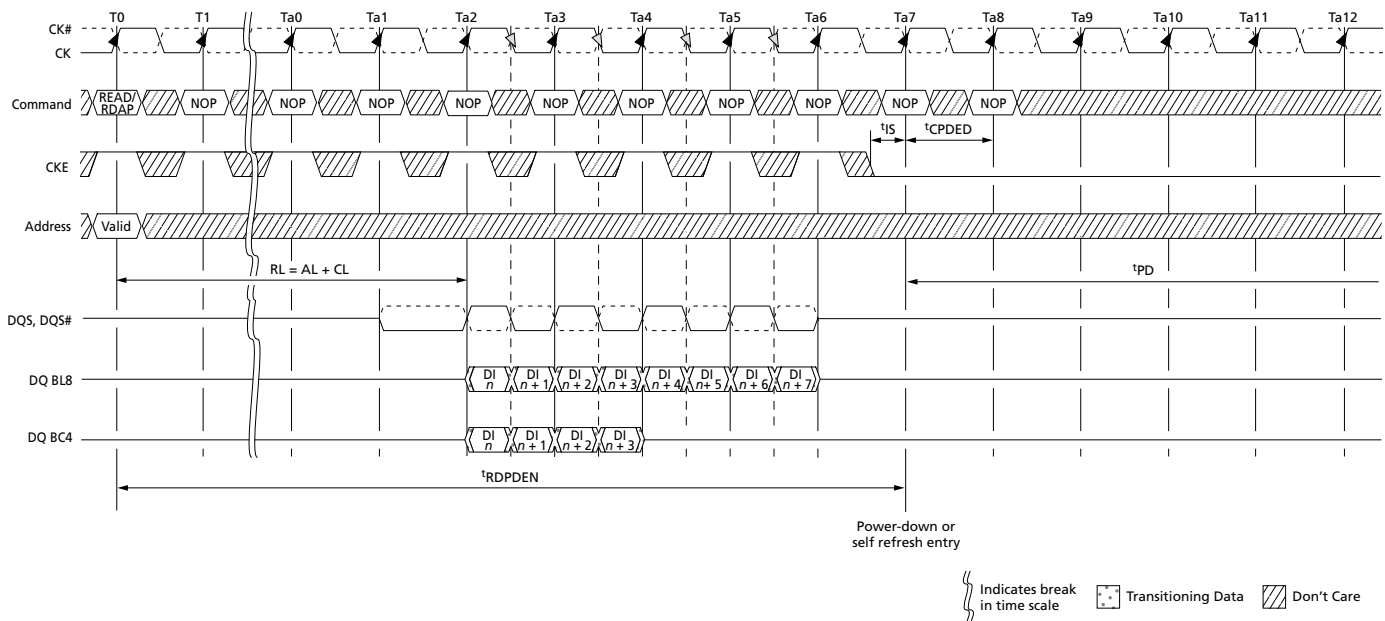 T0 T1 Ta0 Ta1 Ta2 Ta3 Ta4 Ta5 Ta6 Ta7 Ta8 Ta9 Ta10 Ta11 Ta12
CK#
CK
Command READ/RDAP NOP NOP NOP NOP NOP NOP NOP NOP NOP NOP
tIS tCPDED
CKE
Address Valid
RL = AL + CL tPD
DQS, DQS#
DQ BL8 DI n DI n + 1 DI n + 2 DI n + 3 DI n + 4 DI n+ 5 DI n + 6 DI n + 7
DQ BC4 DI n DI n + 1 DI n + 2 DI n + 3
tRDPDEN
Power-down or
self refresh entry
Indicates break
in time scale
Transitioning Data
Don't Care